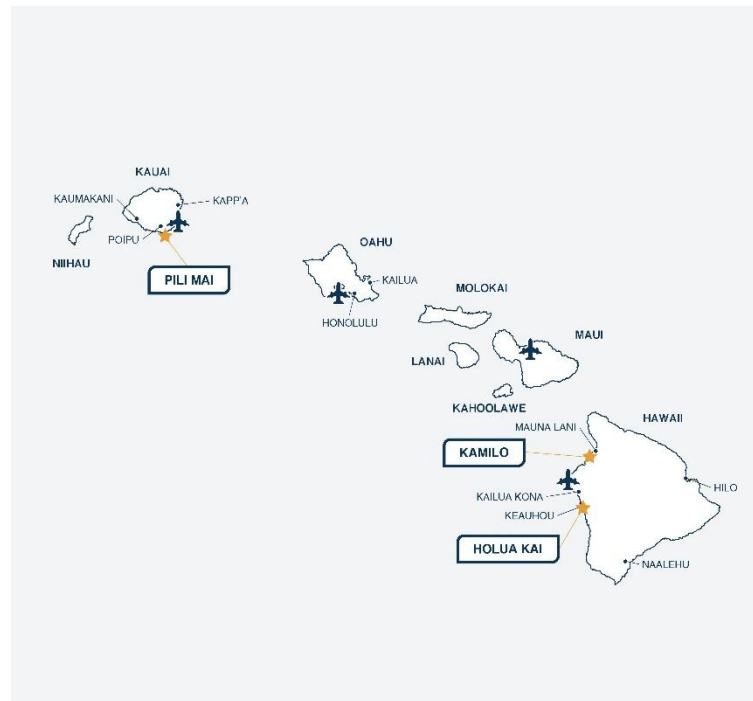 KAUAI
KAUMAKANI
KAPP'A
POIPU
NIIHAU
PILI MAI
OAHU
KAILUA
HONOLULU
MOLOKAI
MAUI
LANAI
KAHOOLAWE
HAWAII
MAUNA LANI
KAMILO
HILO
KAILUA KONA
KEAUHOU
HOLUA KAI
NAALEHU